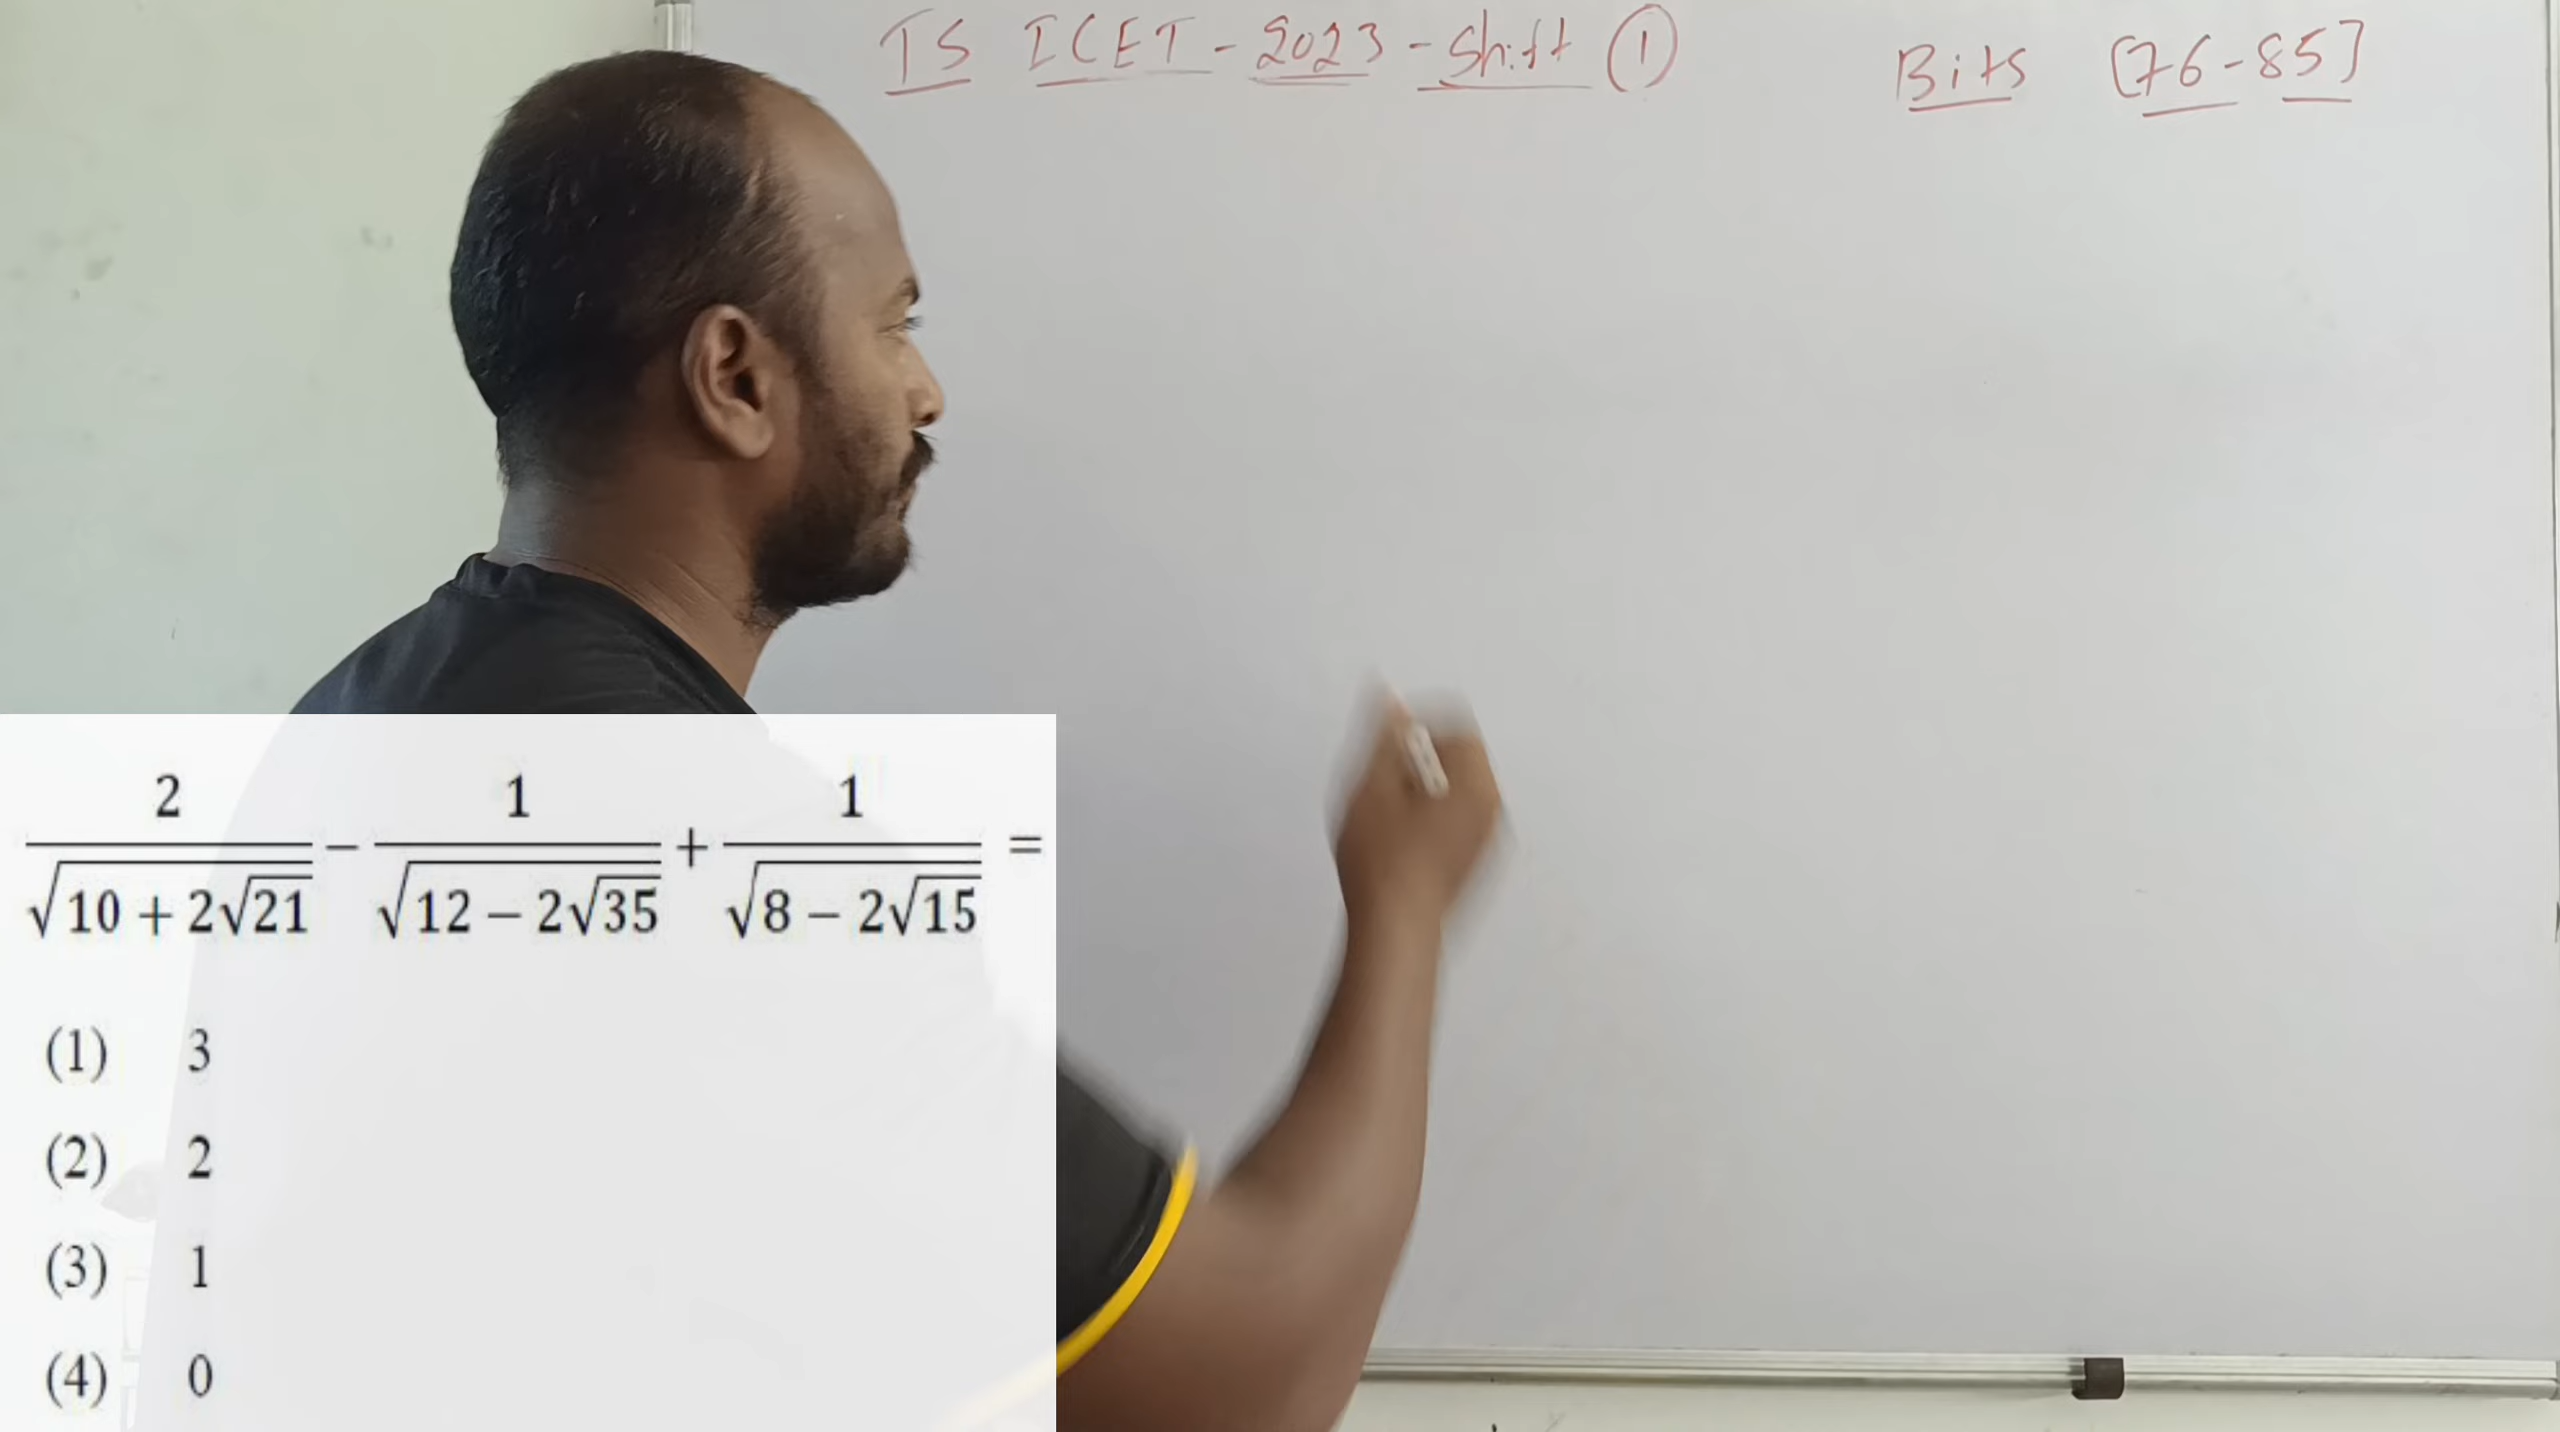 TS ICET - 2023 - Shift ① Bits [76-85]
2/√(10 + 2√21) − 1/√(12 − 2√35) + 1/√(8 − 2√15) =
(1) 3
(2) 2
(3) 1
(4) 0